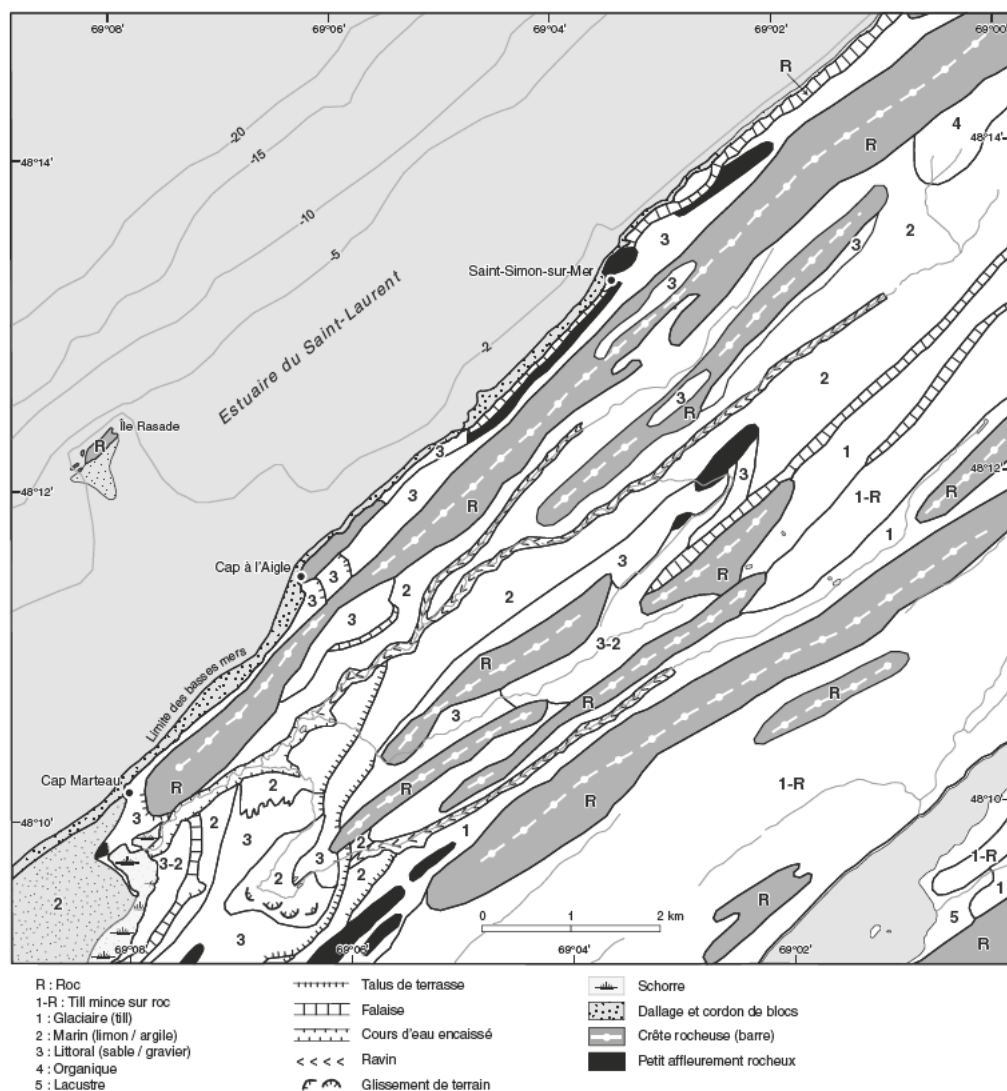 69°08' 69°06' 69°04' 69°02' 69°00'
R
-20
4
48°14' -15 R 48°14'
-10
3 2
3
-5 Saint-Simon-sur-Mer
3
Estuaire du Saint-Laurent
-2
2
3
R
Île Rasade
R 3
1
48°12' 3 3 48°12'
R 1-R R
1
Cap à l'Aigle
3 3
3 2 2 R
3 3-2
R
Limite des basses mers
3 R R
Cap Marteau
R R 1-R
2 R R 48°10'
48°10' 3 2 1
3-2 3 3 2 1-R
2 2 1
2 R 5
3 0 1 2 km R
69°08' 69°06' 69°04' 69°02'
R : Roc
1-R : Till mince sur roc
1 : Glaciaire (till)
2 : Marin (limon / argile)
3 : Littoral (sable / gravier)
4 : Organique
5 : Lacustre
Talus de terrasse
Falaise
Cours d'eau encaissé
Ravin
Glissement de terrain
Schorre
Dallage et cordon de blocs
Crête rocheuse (barre)
Petit affleurement rocheux